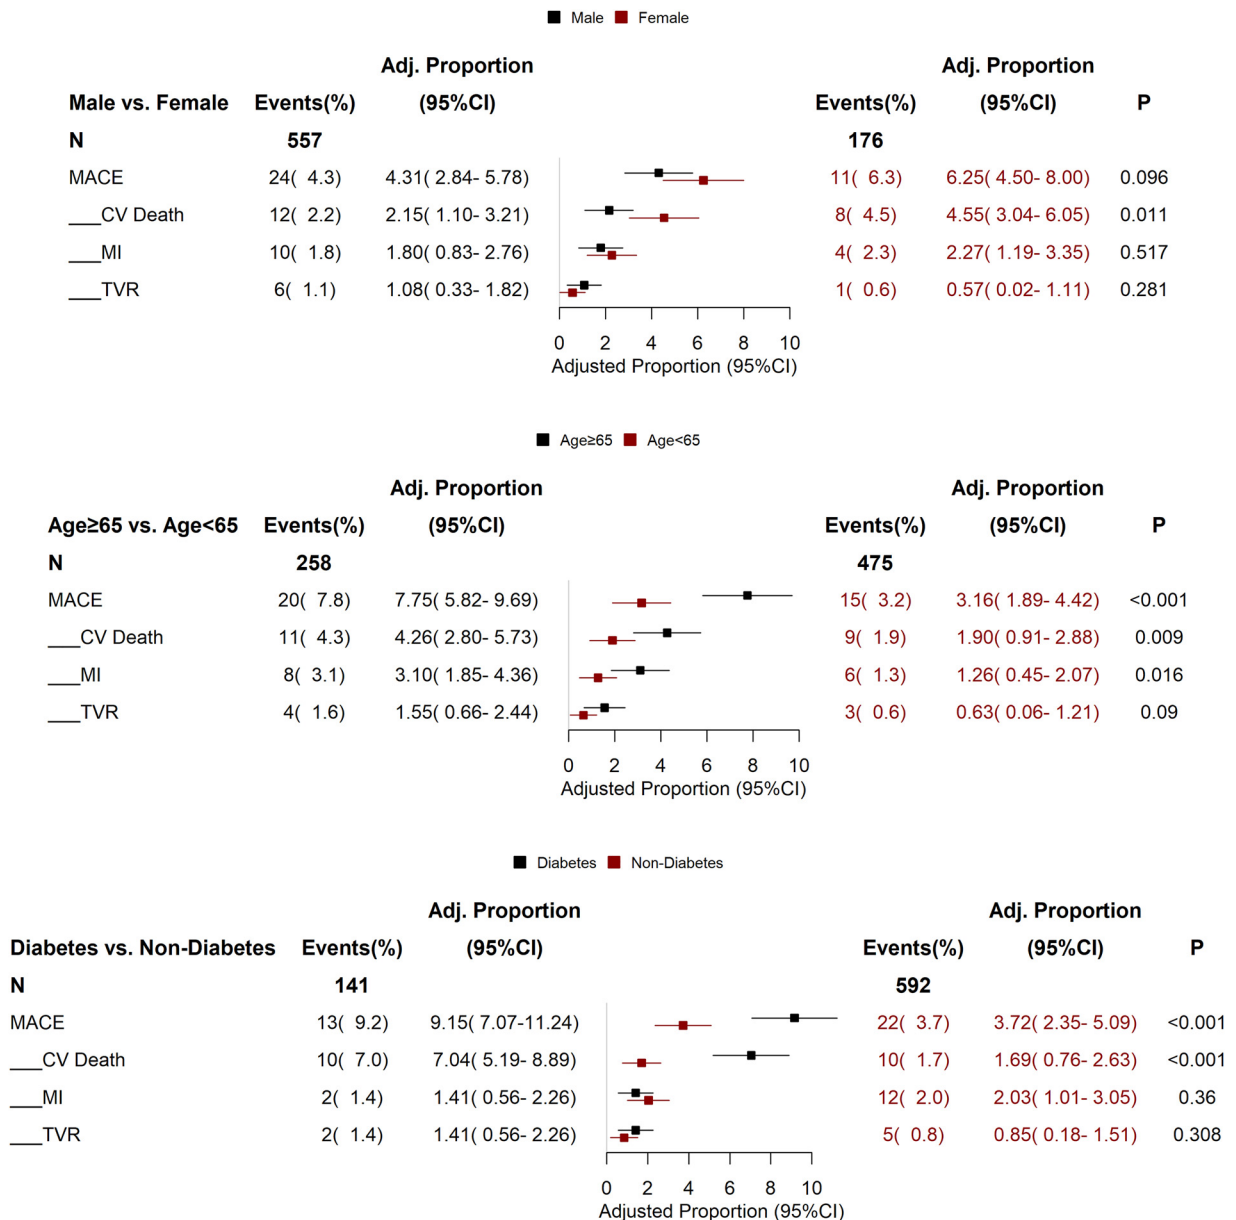 Male Female
Adj. Proportion Adj. Proportion
Male vs. Female Events(%) (95%CI) Events(%) (95%CI) P
N 557 176
MACE 24( 4.3) 4.31( 2.84- 5.78) 11( 6.3) 6.25( 4.50- 8.00) 0.096
___CV Death 12( 2.2) 2.15( 1.10- 3.21) 8( 4.5) 4.55( 3.04- 6.05) 0.011
___MI 10( 1.8) 1.80( 0.83- 2.76) 4( 2.3) 2.27( 1.19- 3.35) 0.517
___TVR 6( 1.1) 1.08( 0.33- 1.82) 1( 0.6) 0.57( 0.02- 1.11) 0.281
0 2 4 6 8 10
Adjusted Proportion (95%CI)
Age≥65 Age<65
Adj. Proportion Adj. Proportion
Age≥65 vs. Age<65 Events(%) (95%CI) Events(%) (95%CI) P
N 258 475
MACE 20( 7.8) 7.75( 5.82- 9.69) 15( 3.2) 3.16( 1.89- 4.42) <0.001
___CV Death 11( 4.3) 4.26( 2.80- 5.73) 9( 1.9) 1.90( 0.91- 2.88) 0.009
___MI 8( 3.1) 3.10( 1.85- 4.36) 6( 1.3) 1.26( 0.45- 2.07) 0.016
___TVR 4( 1.6) 1.55( 0.66- 2.44) 3( 0.6) 0.63( 0.06- 1.21) 0.09
0 2 4 6 8 10
Adjusted Proportion (95%CI)
Diabetes Non-Diabetes
Adj. Proportion Adj. Proportion
Diabetes vs. Non-Diabetes Events(%) (95%CI) Events(%) (95%CI) P
N 141 592
MACE 13( 9.2) 9.15( 7.07-11.24) 22( 3.7) 3.72( 2.35- 5.09) <0.001
___CV Death 10( 7.0) 7.04( 5.19- 8.89) 10( 1.7) 1.69( 0.76- 2.63) <0.001
___MI 2( 1.4) 1.41( 0.56- 2.26) 12( 2.0) 2.03( 1.01- 3.05) 0.36
___TVR 2( 1.4) 1.41( 0.56- 2.26) 5( 0.8) 0.85( 0.18- 1.51) 0.308
0 2 4 6 8 10
Adjusted Proportion (95%CI)